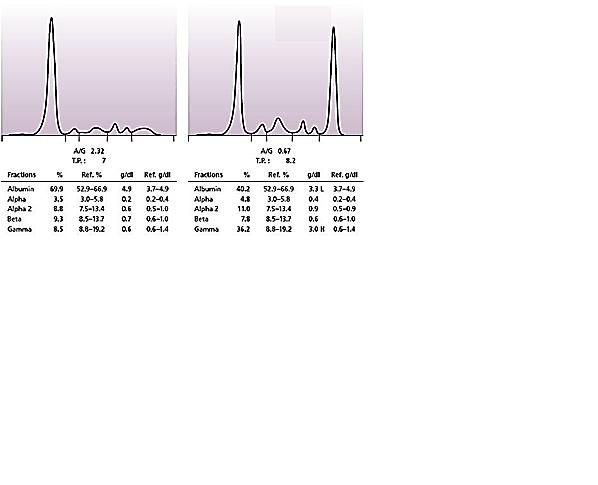 A/G 2.32
T.P. : 7
Fractions % Ref. % g/dl Ref. g/dl
Albumin 69.9 52.9–66.9 4.9 3.7–4.9
Alpha 3.5 3.0–5.8 0.2 0.2–0.4
Alpha 2 8.8 7.5–13.4 0.6 0.5–1.0
Beta 9.3 8.5–13.7 0.7 0.6–1.0
Gamma 8.5 8.8–19.2 0.6 0.6–1.4
A/G 0.67
T.P. : 8.2
Fractions % Ref. % g/dl Ref. g/dl
Albumin 40.2 52.9–66.9 3.3 L 3.7–4.9
Alpha 4.8 3.0–5.8 0.4 0.2–0.4
Alpha 2 11.0 7.5–13.4 0.9 0.5–0.9
Beta 7.8 8.5–13.7 0.6 0.6–1.0
Gamma 36.2 8.8–19.2 3.0 H 0.6–1.4